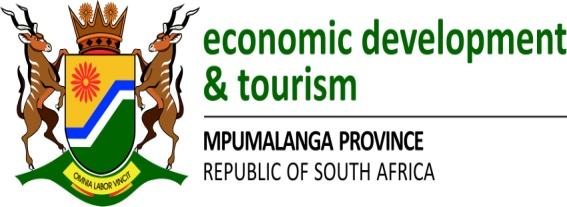 economic development
& tourism
MPUMALANGA PROVINCE
REPUBLIC OF SOUTH AFRICA
OMNIA LABOR VINCIT